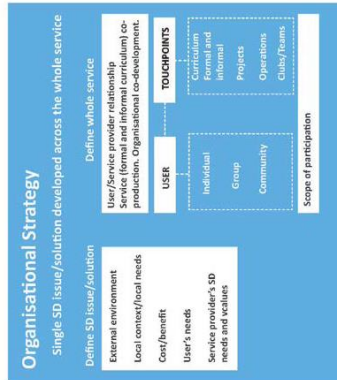 Organisational Strategy
Single SD issue/solution developed across the whole service
Define SD issue/solution
External environment
Local context/local needs
Cost/benefit
User's needs
Service provider's SD
needs and vcalues
Define whole service
User/Service provider relationship
Service (formal and informal curriculum) co-
production. Organisational co-development.
USER
Individual
Group
Community
TOUCHPOINTS
Curriculum
Formal and
informal
Projects
Operations
Clubs/Teams
Scope of participation